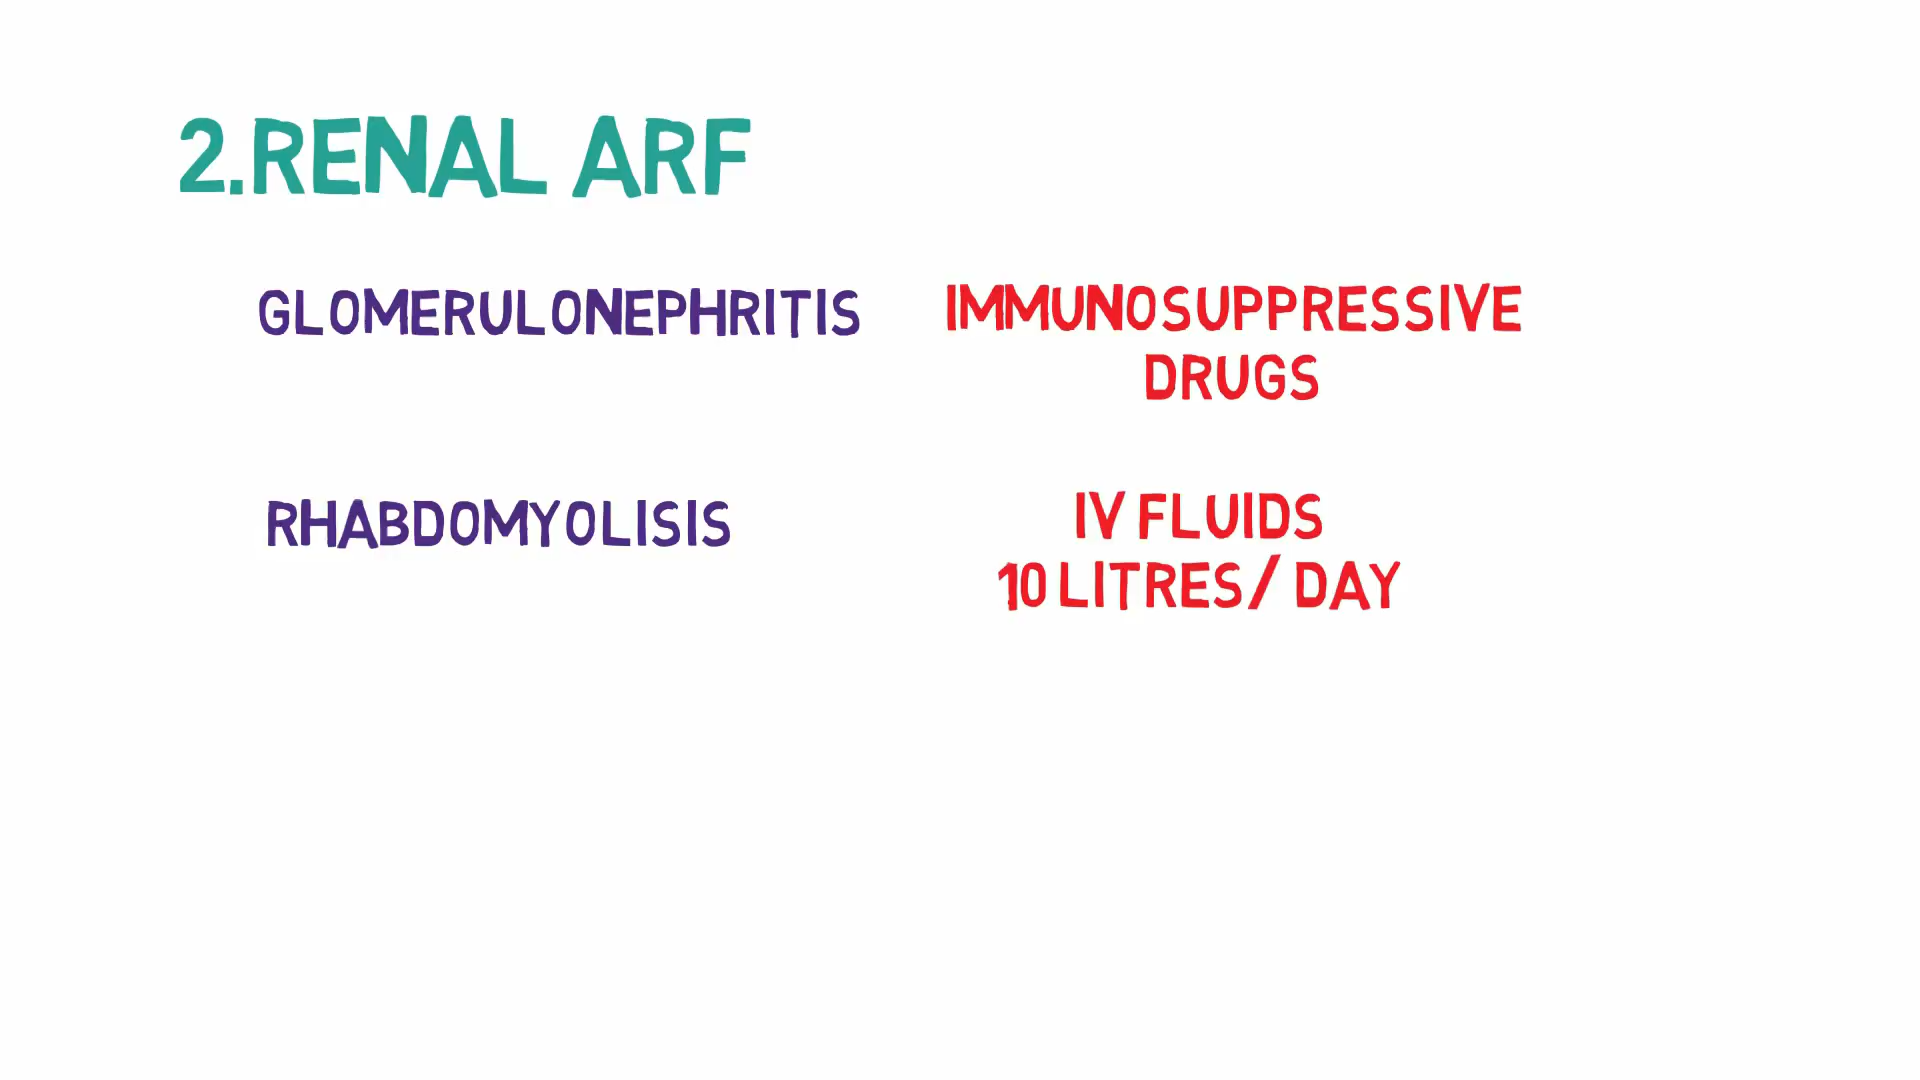 2.RENAL ARF
GLOMERULONEPHRITIS
IMMUNOSUPPRESSIVE
DRUGS
RHABDOMYOLISIS
IV FLUIDS
10 LITRES/ DAY